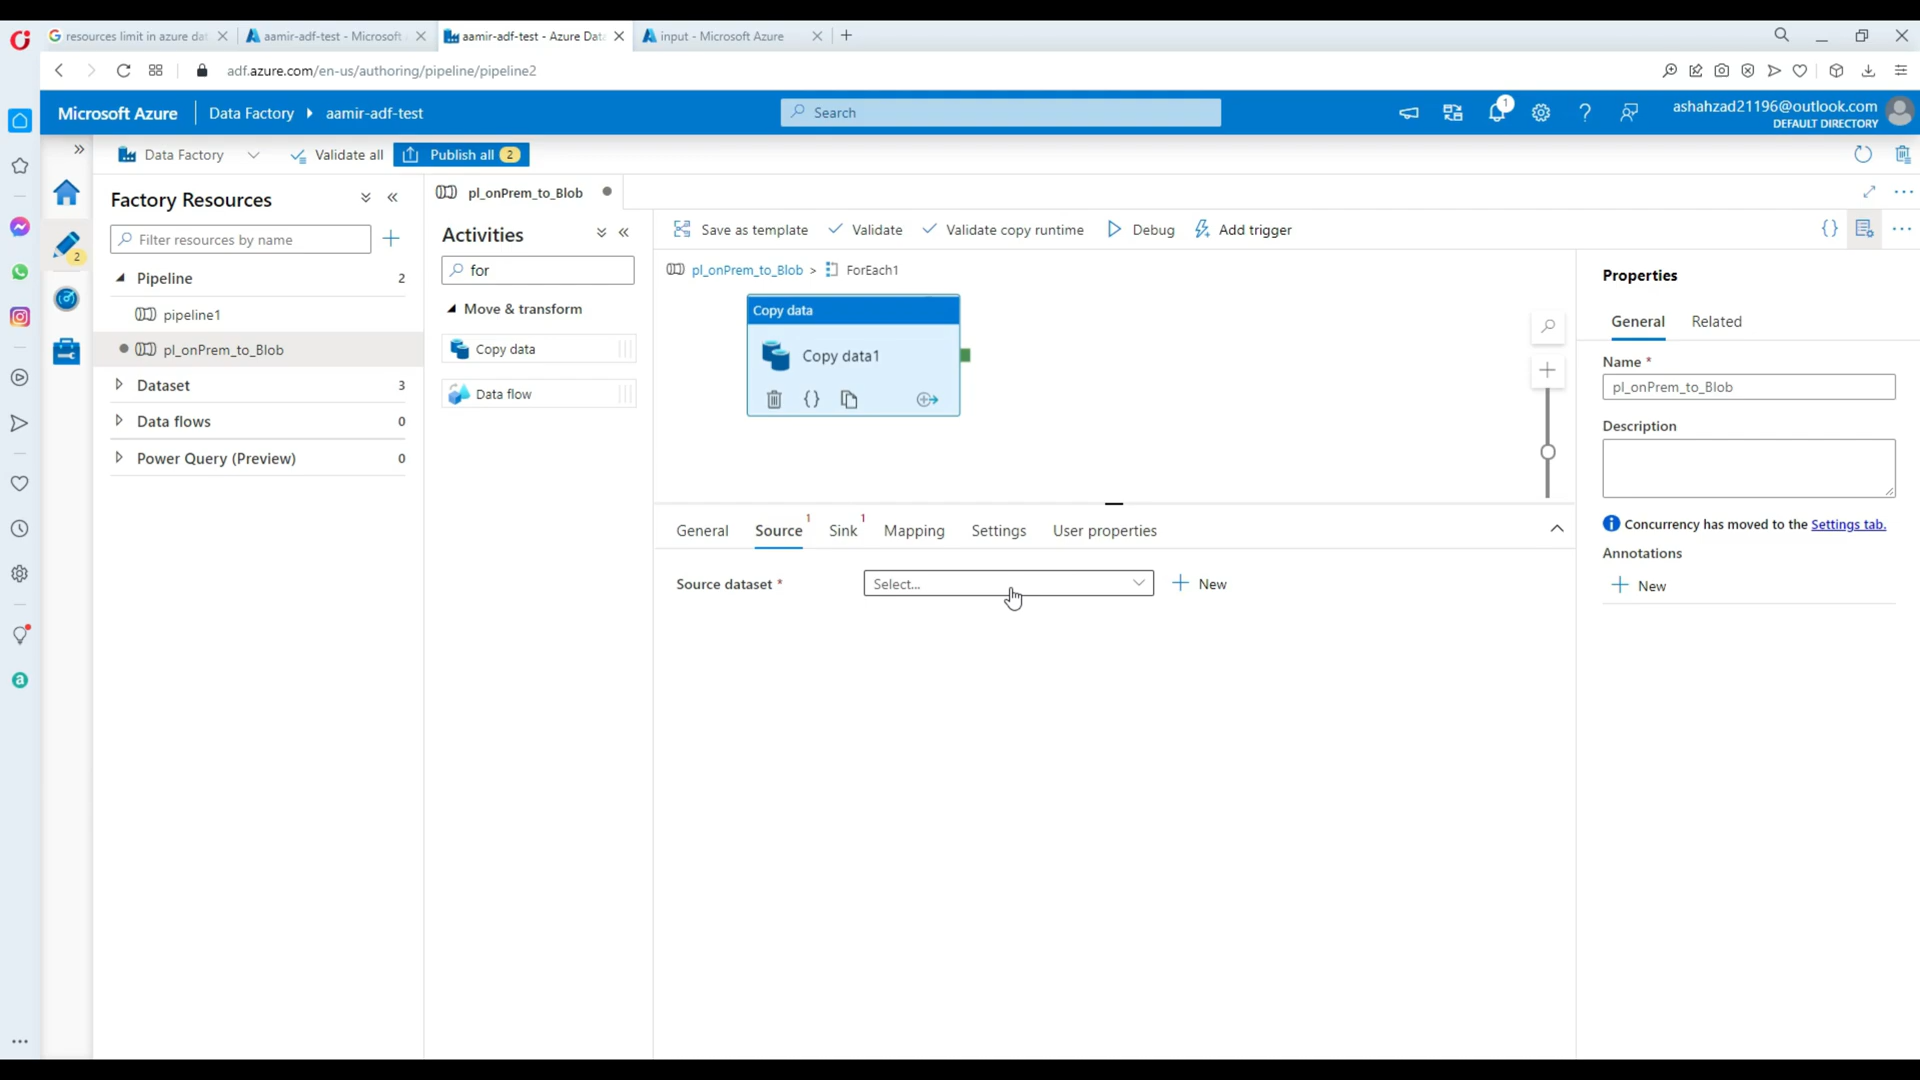 resources limit in azure dat
aamir-adf-test - Microsoft
aamir-adf-test - Azure Data
input - Microsoft Azure
adf.azure.com/en-us/authoring/pipeline/pipeline2
Microsoft Azure
Data Factory
aamir-adf-test
Search
1
ashahzad21196@outlook.com
DEFAULT DIRECTORY
Data Factory
Validate all
Publish all 2
Factory Resources
pl_onPrem_to_Blob
Activities
Save as template
Validate
Validate copy runtime
Debug
Add trigger
Filter resources by name
2
for
pl_onPrem_to_Blob > ForEach1
Properties
Pipeline 2
pipeline1
pl_onPrem_to_Blob
Dataset 3
Data flows 0
Power Query (Preview) 0
Move & transform
Copy data
Data flow
Copy data
Copy data1
General
Related
Name *
pl_onPrem_to_Blob
Description
Concurrency has moved to the Settings tab.
Annotations
New
General
Source 1
Sink 1
Mapping
Settings
User properties
Source dataset *
Select...
New
a